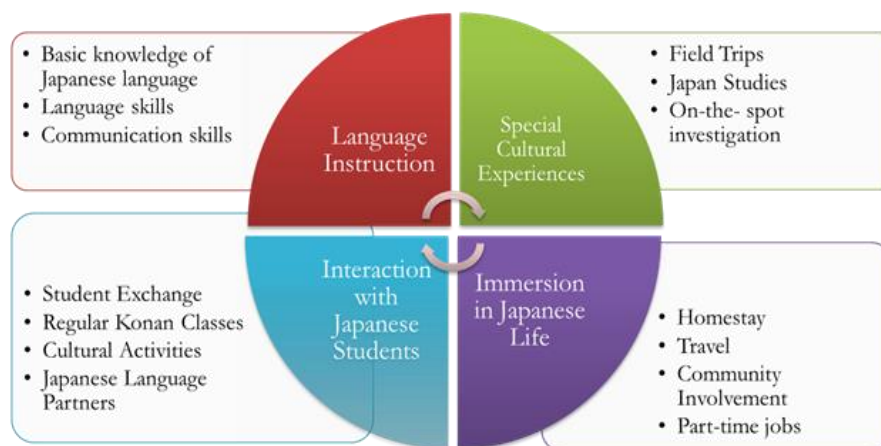 • Basic knowledge of
Japanese language
• Language skills
• Communication skills
Language
Instruction
Special
Cultural
Experiences
• Field Trips
• Japan Studies
• On-the- spot
investigation
• Student Exchange
• Regular Konan Classes
• Cultural Activities
• Japanese Language
Partners
Interaction
with
Japanese
Students
Immersion
in Japanese
Life
• Homestay
• Travel
• Community
Involvement
• Part-time jobs